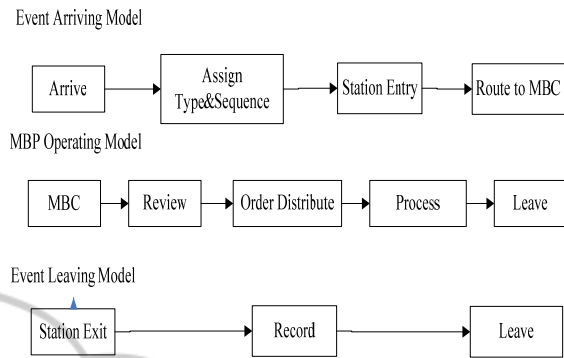 Event Arriving Model
Arrive
Assign
Type&Sequence
Station Entry
Route to MBC
MBP Operating Model
MBC
Review
Order Distribute
Process
Leave
Event Leaving Model
Station Exit
Record
Leave